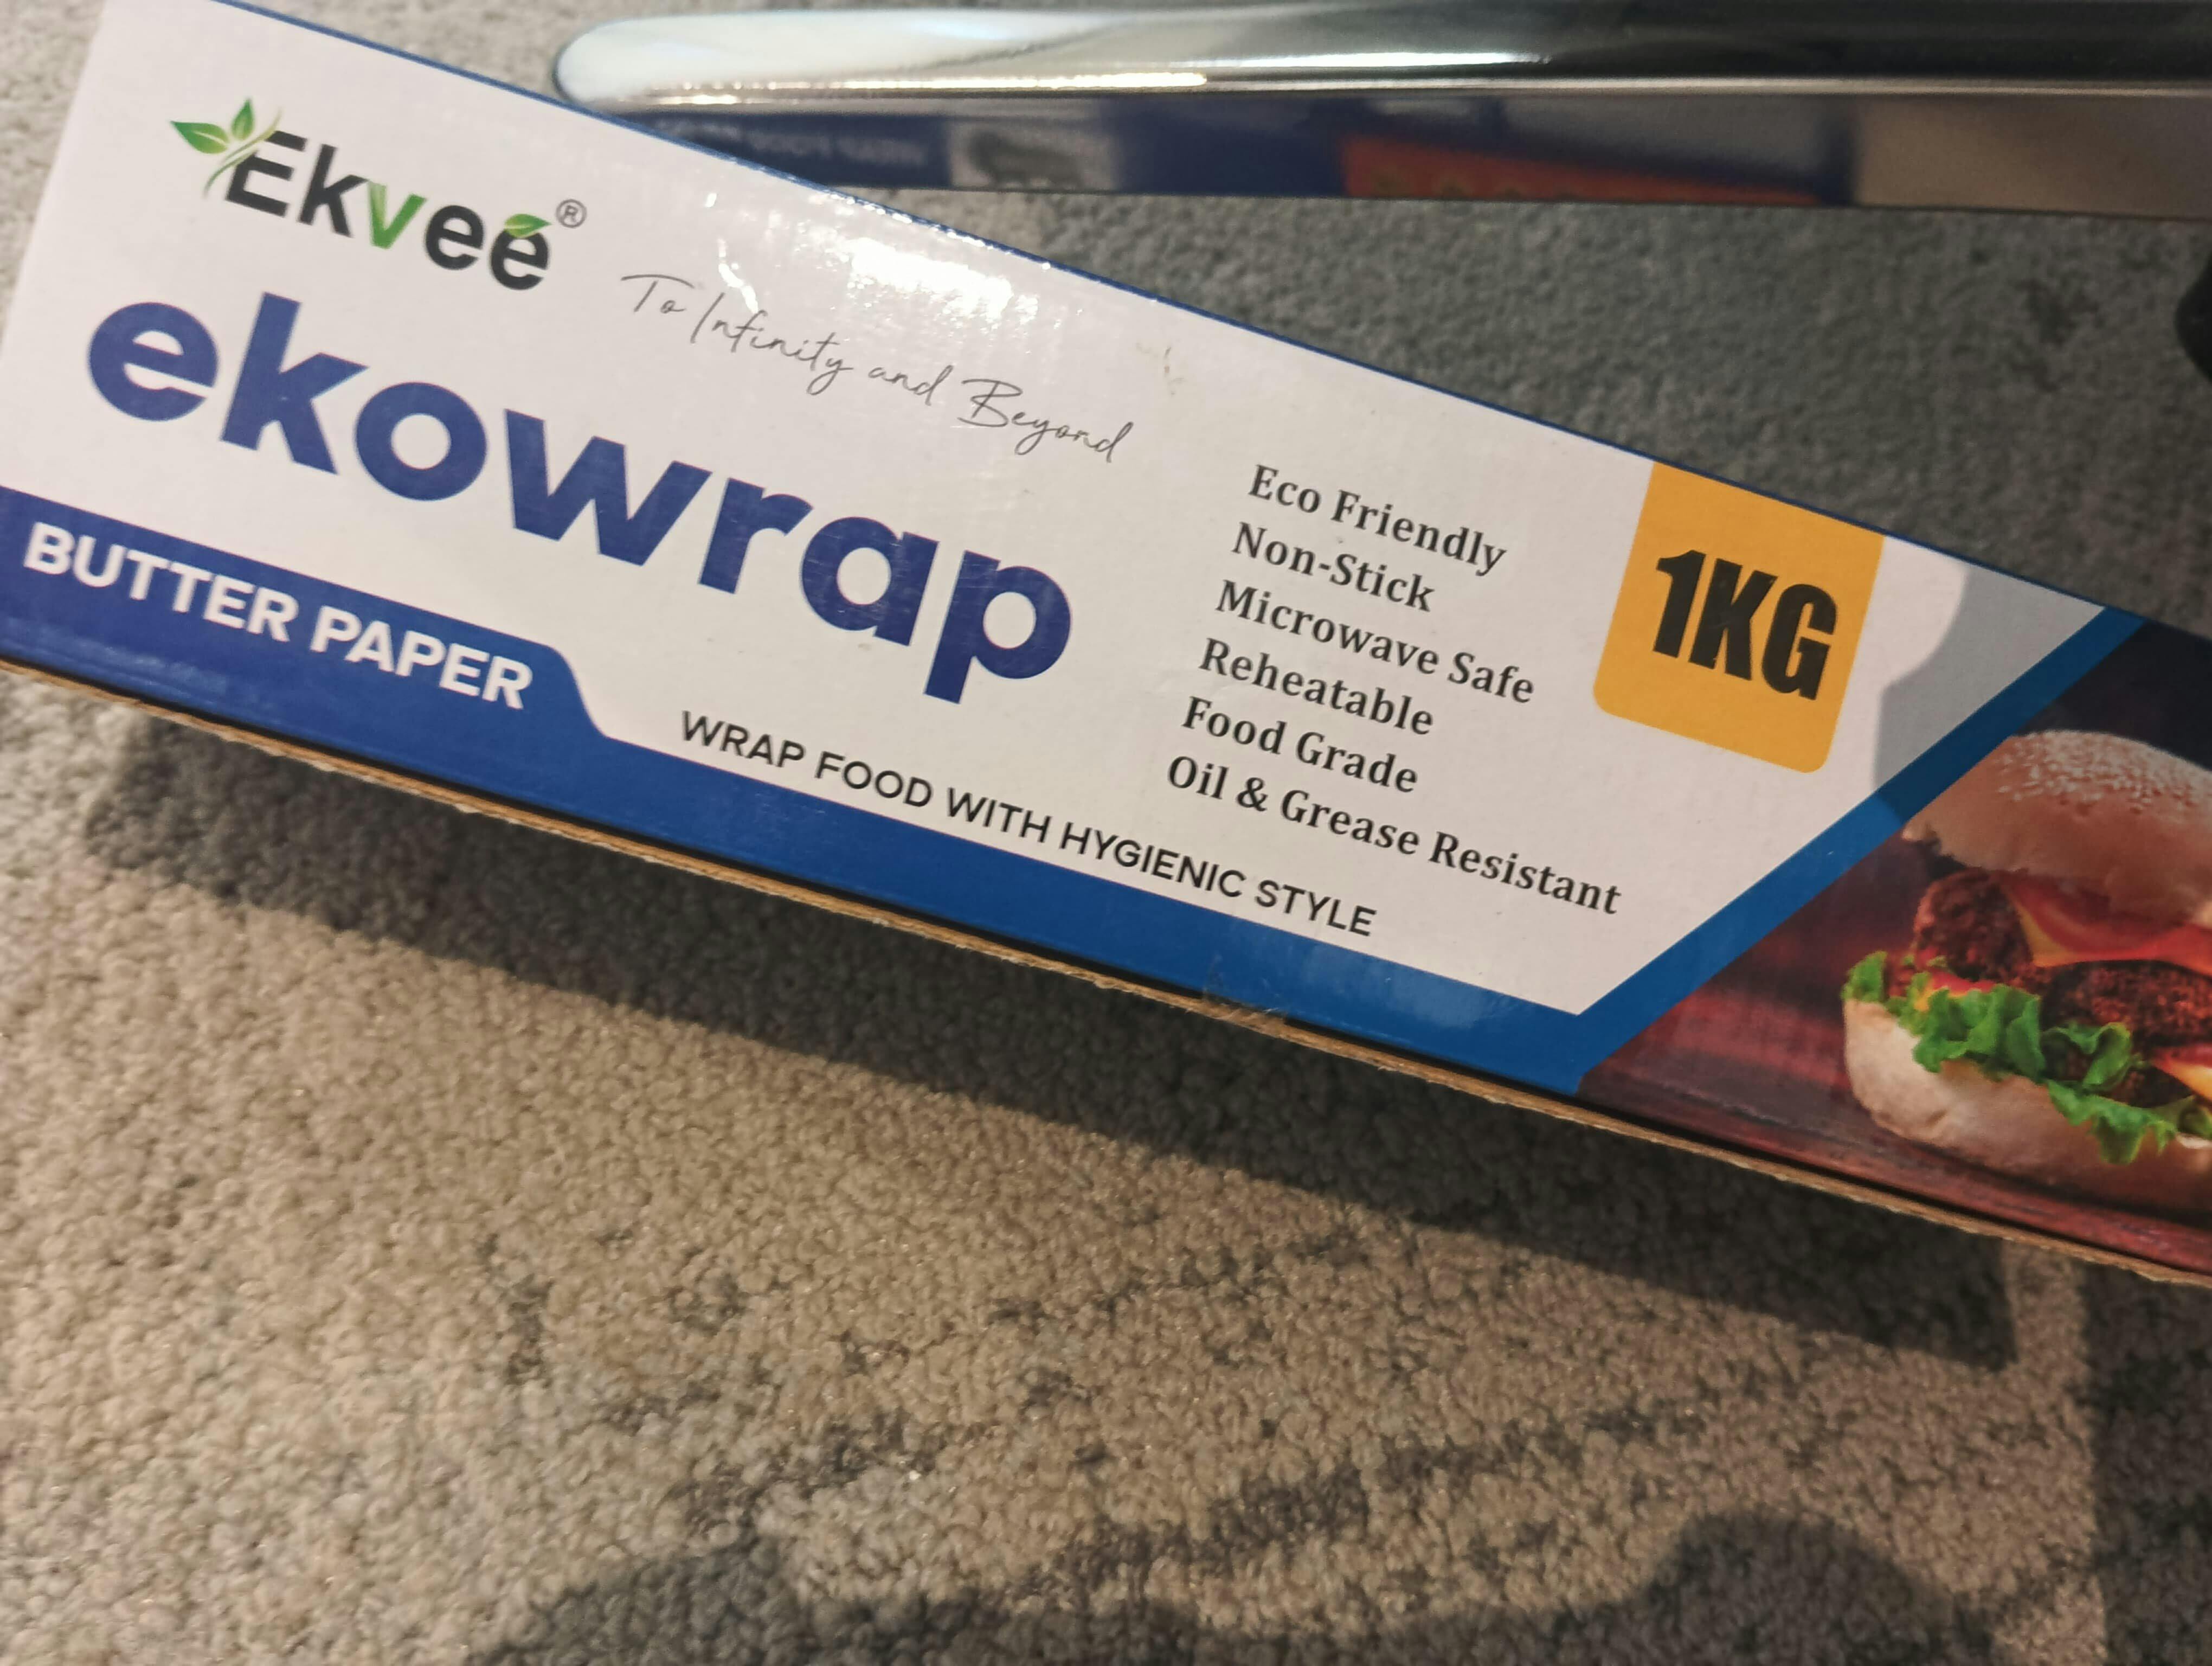 Ekvee®
To Infinity and Beyond
ekowrap
BUTTER PAPER
WRAP FOOD WITH HYGIENIC STYLE
Eco Friendly
Non-Stick
Microwave Safe
Reheatable
Food Grade
Oil & Grease Resistant
1KG